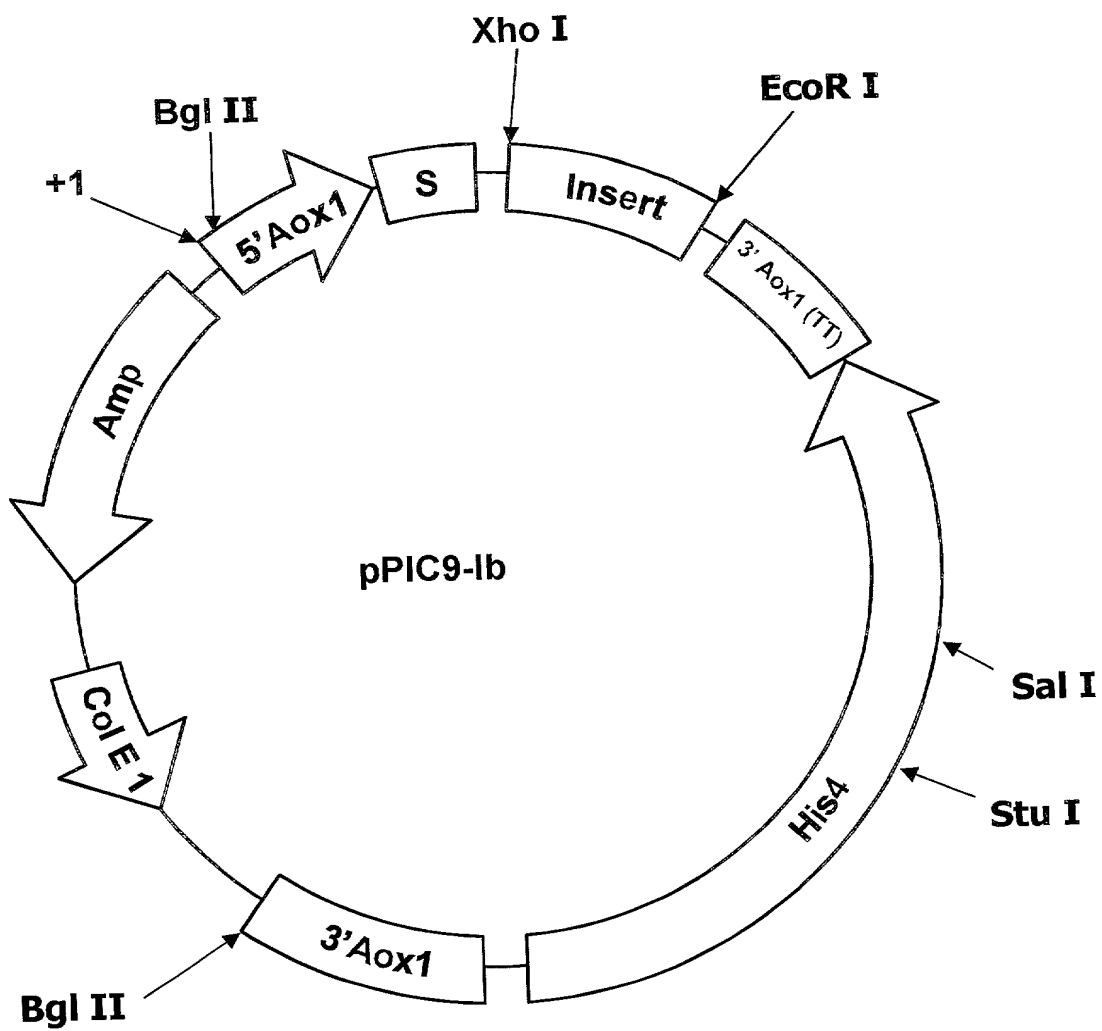 Xho I
EcoR I
Bgl II
+1
5'Aox1
S
Insert
3' Aox1 (TT)
Amp
pPIC9-lb
Sal I
Stu I
Col E 1
His4
3'Aox1
Bgl II